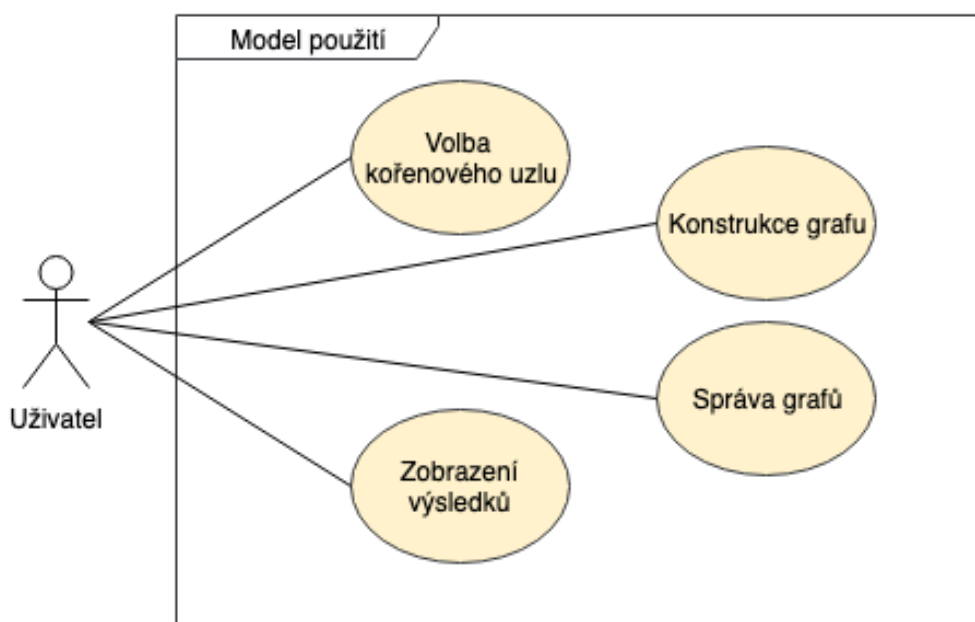 Model použití
Volba
kořenového uzlu
Konstrukce grafu
Správa grafů
Uživatel
Zobrazení
výsledků